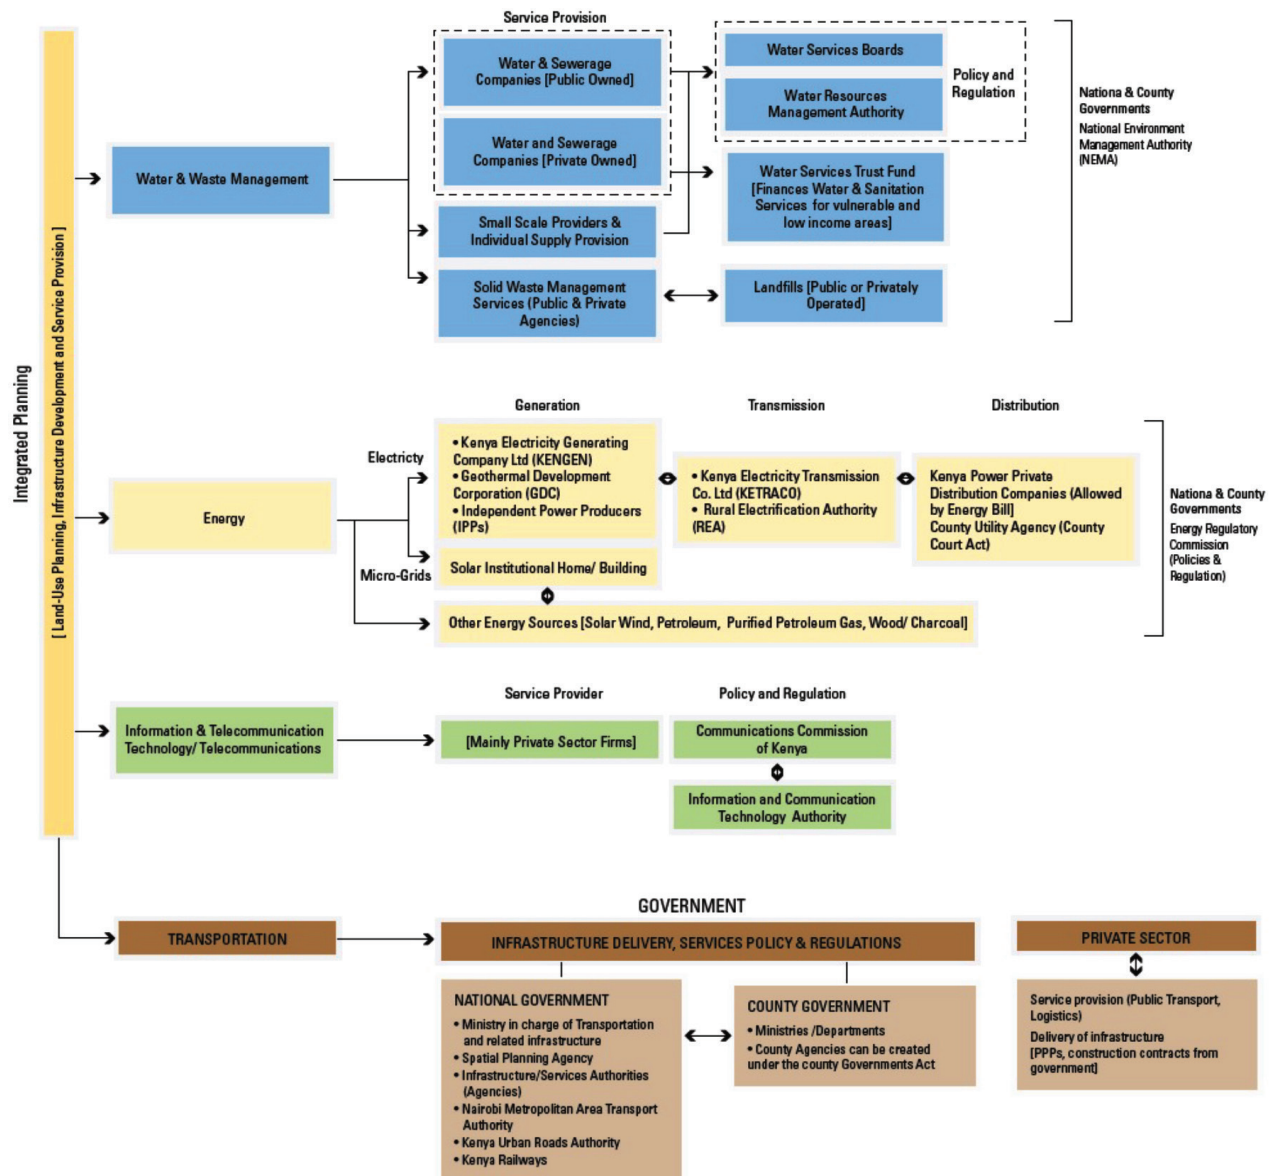 Integrated Planning
[ Land-Use Planning, Infrastructure Development and Service Provision ]
Service Provision
Water & Waste Management
Water & Sewerage
Companies [Public Owned]
Water and Sewerage
Companies [Private Owned]
Small Scale Providers &
Individual Supply Provision
Solid Waste Management
Services (Public & Private
Agencies)
Water Services Boards
Water Resources
Management Authority
Policy and
Regulation
Water Services Trust Fund
[Finances Water & Sanitation
Services for vulnerable and
low income areas]
Landfills [Public or Privately
Operated]
Nationa & County
Governments
National Environment
Management Authority
(NEMA)
Generation
Transmission
Distribution
Energy
Electricty
Micro-Grids
• Kenya Electricity Generating
Company Ltd (KENGEN)
• Geothermal Development
Corporation (GDC)
• Independent Power Producers
(IPPs)
• Kenya Electricity Transmission
Co. Ltd (KETRACO)
• Rural Electrification Authority
(REA)
Kenya Power Private
Distribution Companies (Allowed
by Energy Bill]
County Utility Agency (County
Court Act)
Solar Institutional Home/ Building
Other Energy Sources [Solar Wind, Petroleum, Purified Petroleum Gas, Wood/ Charcoal]
Nationa & County
Governments
Energy Regulatory
Commission
(Policies &
Regulation)
Service Provider
Policy and Regulation
Information & Telecommunication
Technology/ Telecommunications
[Mainly Private Sector Firms]
Communications Commission
of Kenya
Information and Communication
Technology Authority
GOVERNMENT
TRANSPORTATION
INFRASTRUCTURE DELIVERY, SERVICES POLICY & REGULATIONS
PRIVATE SECTOR
NATIONAL GOVERNMENT
• Ministry in charge of Transportation
and related infrastructure
• Spatial Planning Agency
• Infrastructure/Services Authorities
(Agencies)
• Nairobi Metropolitan Area Transport
Authority
• Kenya Urban Roads Authority
• Kenya Railways
COUNTY GOVERNMENT
• Ministries /Departments
• County Agencies can be created
under the county Governments Act
Service provision (Public Transport,
Logistics)
Delivery of infrastructure
[PPPs, construction contracts from
government]